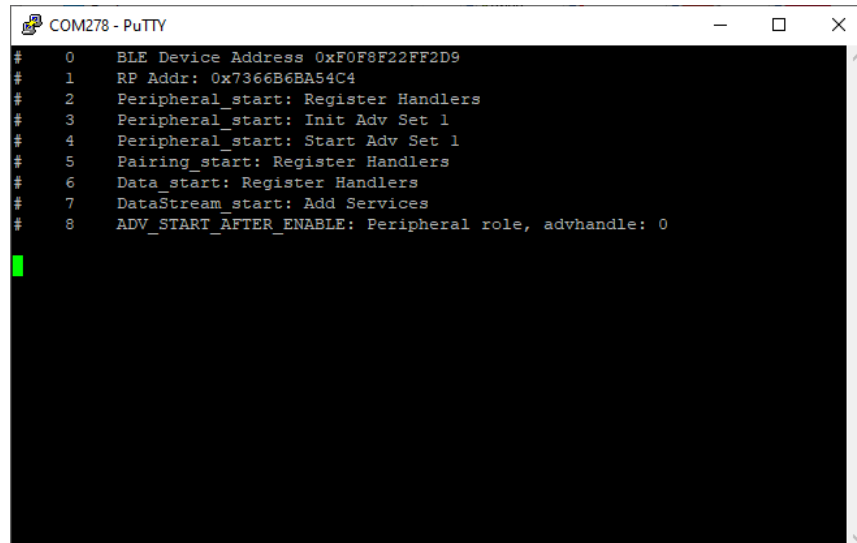 COM278 - PuTTY
# 0 BLE Device Address 0xF0F8F22FF2D9
# 1 RP Addr: 0x7366B6BA54C4
# 2 Peripheral_start: Register Handlers
# 3 Peripheral_start: Init Adv Set 1
# 4 Peripheral_start: Start Adv Set 1
# 5 Pairing_start: Register Handlers
# 6 Data_start: Register Handlers
# 7 DataStream_start: Add Services
# 8 ADV_START_AFTER_ENABLE: Peripheral role, advhandle: 0